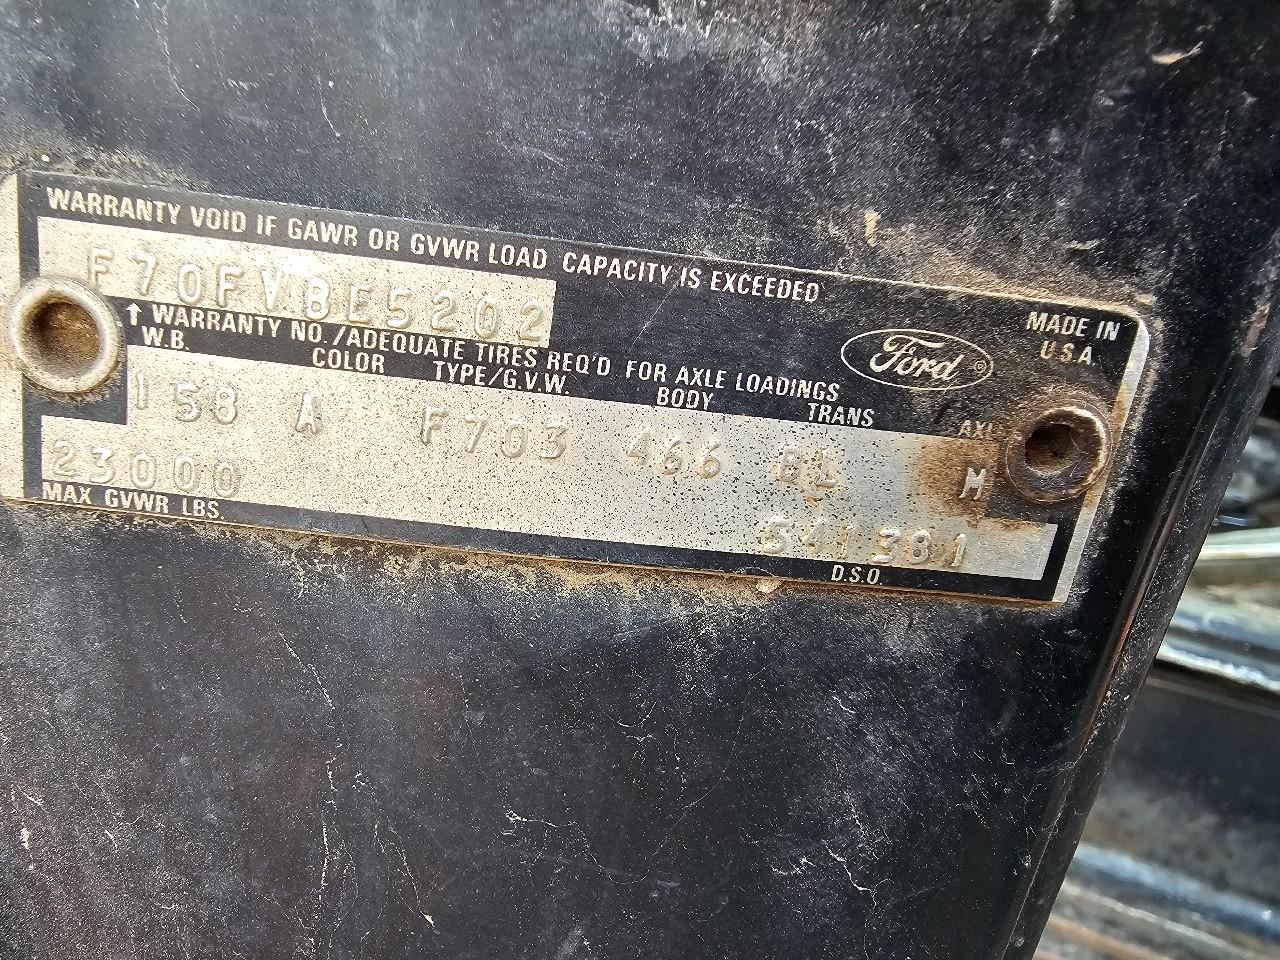 WARRANTY VOID IF GAWR OR GVWR LOAD CAPACITY IS EXCEEDED
F70FVBE5202
↑ WARRANTY NO./ADEQUATE TIRES REQ'D FOR AXLE LOADINGS
Ford ®
MADE IN
U.S.A.
W.B. COLOR TYPE/G.V.W. BODY TRANS
158 A F703 466 BL M
23000
MAX GVWR LBS.
541381
D.S.O.